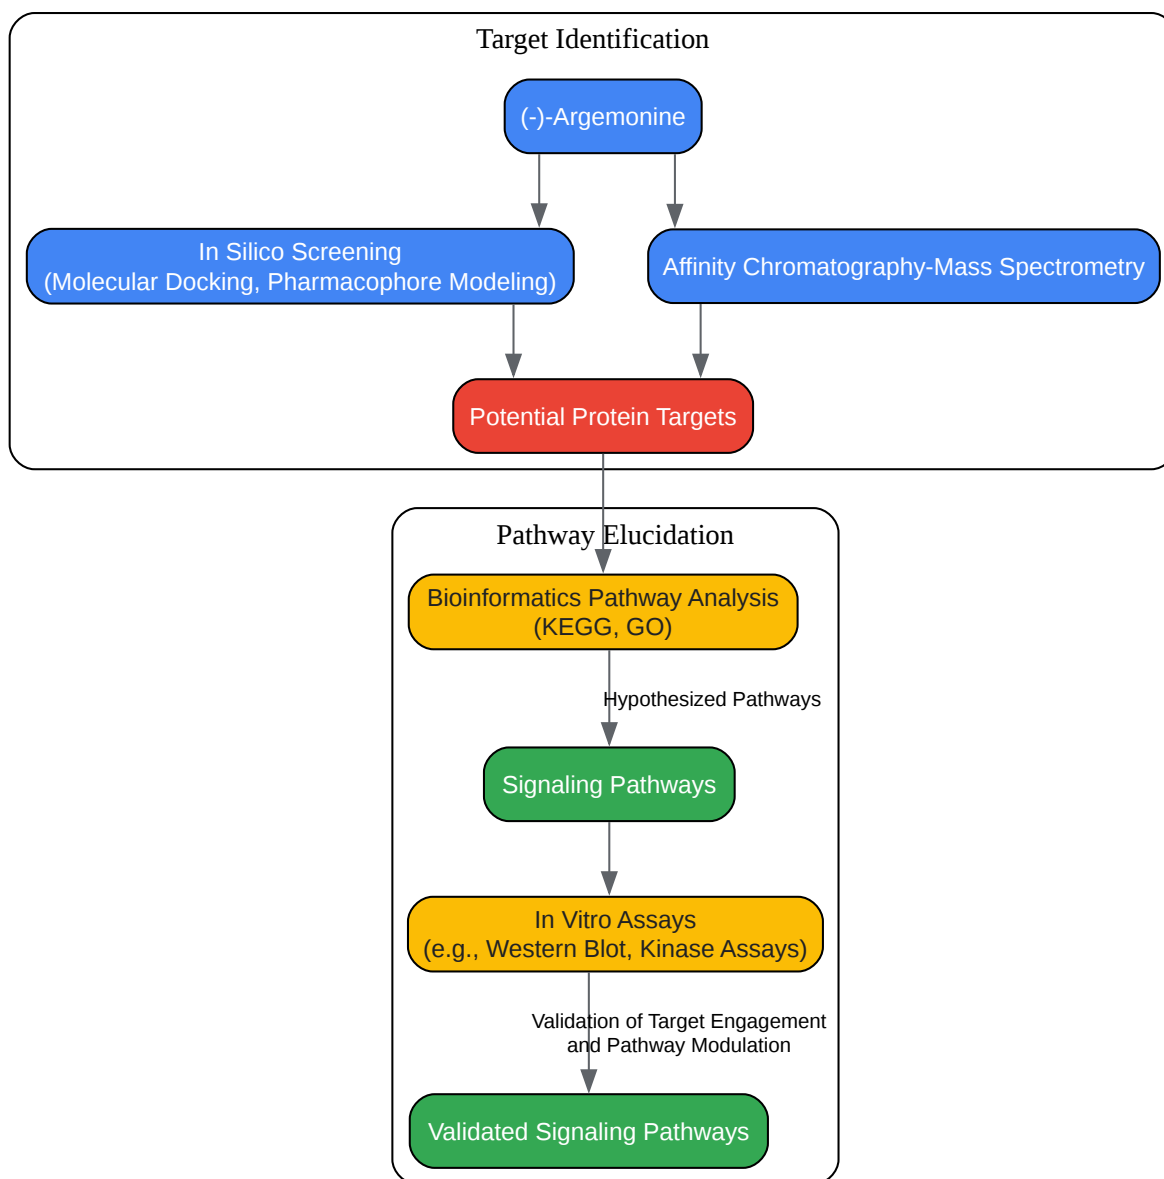 Target Identification
(-)-Argemonine
In Silico Screening
(Molecular Docking, Pharmacophore Modeling)
Affinity Chromatography-Mass Spectrometry
Potential Protein Targets
Pathway Elucidation
Bioinformatics Pathway Analysis
(KEGG, GO)
Hypothesized Pathways
Signaling Pathways
In Vitro Assays
(e.g., Western Blot, Kinase Assays)
Validation of Target Engagement
and Pathway Modulation
Validated Signaling Pathways